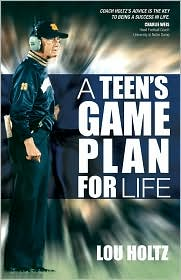 COACH HOLTZ'S ADVICE IS THE KEY
TO BEING A SUCCESS IN LIFE.
CHARLIE WEIS
Head Football Coach
University of Notre Dame
A TEEN'S
GAME
PLAN
FOR LIFE
LOU HOLTZ